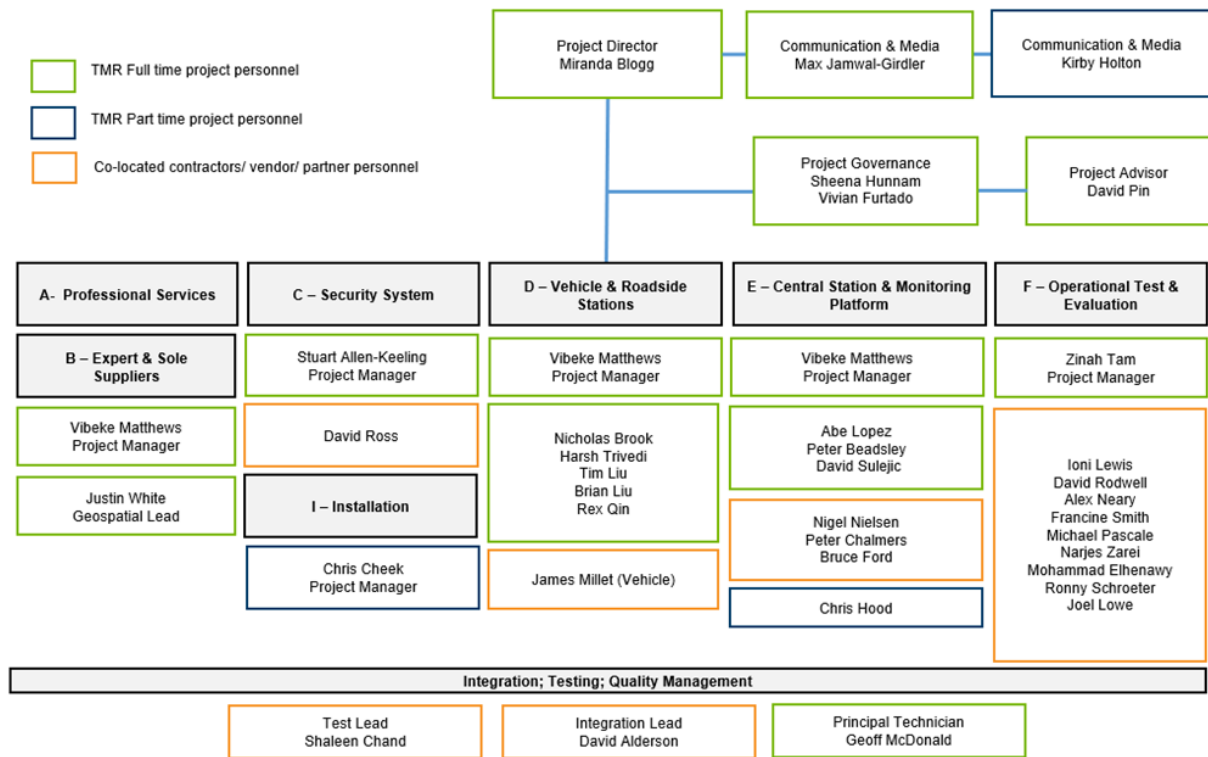 Project Director
Miranda Blogg
Communication & Media
Max Jamwal-Girdler
Communication & Media
Kirby Holton
TMR Full time project personnel
TMR Part time project personnel
Co-located contractors/ vendor/ partner personnel
Project Governance
Sheena Hunnam
Vivian Furtado
Project Advisor
David Pin
A- Professional Services
B – Expert & Sole
Suppliers
Vibeke Matthews
Project Manager
Justin White
Geospatial Lead
C – Security System
Stuart Allen-Keeling
Project Manager
David Ross
I – Installation
Chris Cheek
Project Manager
D – Vehicle & Roadside
Stations
Vibeke Matthews
Project Manager
Nicholas Brook
Harsh Trivedi
Tim Liu
Brian Liu
Rex Qin
James Millet (Vehicle)
E – Central Station & Monitoring
Platform
Vibeke Matthews
Project Manager
Abe Lopez
Peter Beadsley
David Sulejic
Nigel Nielsen
Peter Chalmers
Bruce Ford
Chris Hood
F – Operational Test &
Evaluation
Zinah Tam
Project Manager
Ioni Lewis
David Rodwell
Alex Neary
Francine Smith
Michael Pascale
Narjes Zarei
Mohammad Elhenawy
Ronny Schroeter
Joel Lowe
Integration; Testing; Quality Management
Test Lead
Shaleen Chand
Integration Lead
David Alderson
Principal Technician
Geoff McDonald